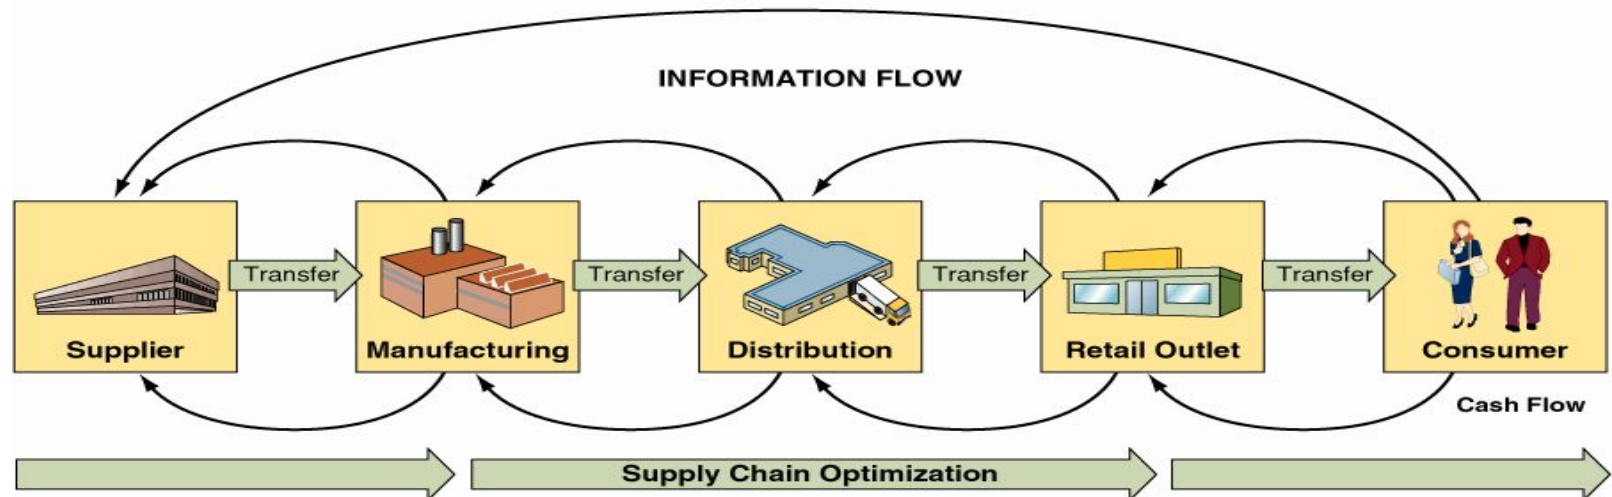 INFORMATION FLOW
Transfer
Transfer
Transfer
Transfer
Supplier
Manufacturing
Distribution
Retail Outlet
Consumer
Cash Flow
Supply Chain Optimization